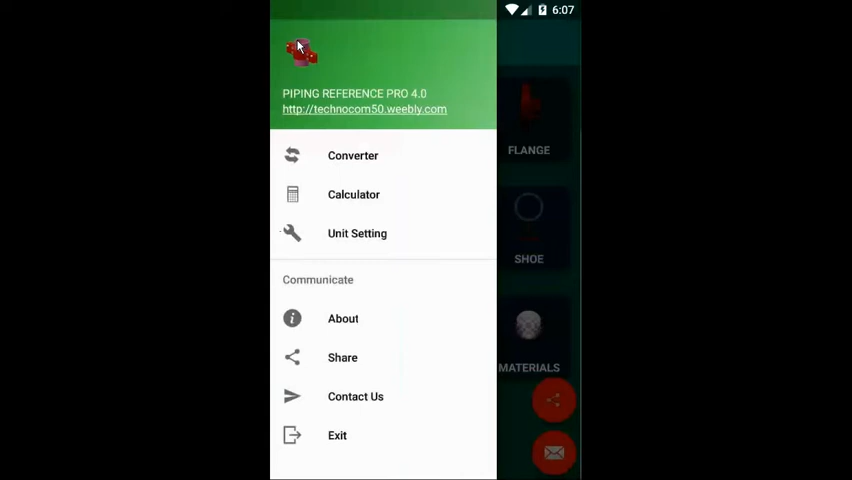 6:07
PIPING REFERENCE PRO 4.0
http://technocom50.weebly.com
Converter
FLANGE
Calculator
Unit Setting
SHOE
Communicate
About
Share
MATERIALS
Contact Us
Exit